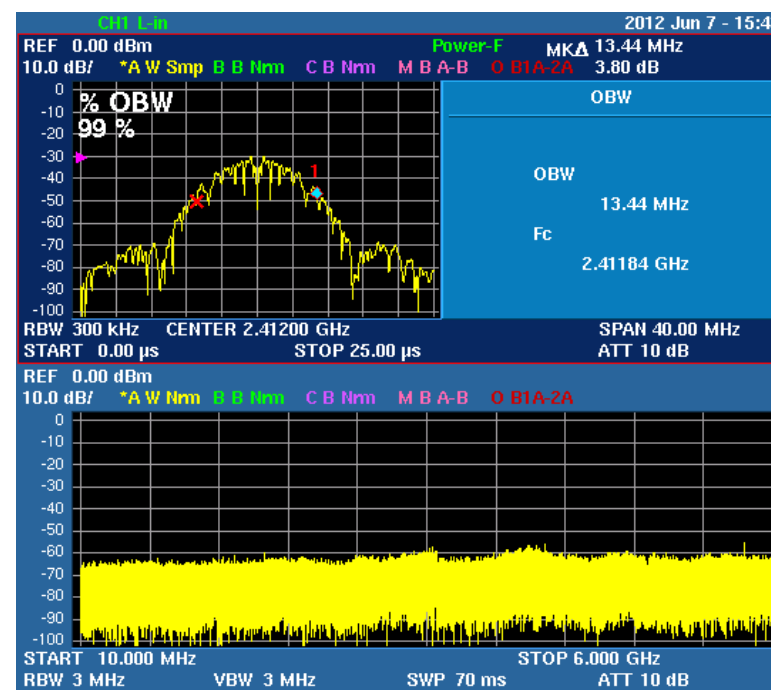 CH1 L-in 2012 Jun 7 - 15:4
REF 0.00 dBm Power-F MKΔ 13.44 MHz
10.0 dB/ *A W Smp B B Nrm C B Nrm M B A-B O B1A-2A 3.80 dB
0
-10
-20
-30
-40
-50
-60
-70
-80
-90
-100
% OBW
99 %
1
OBW
OBW
13.44 MHz
Fc
2.41184 GHz
RBW 300 kHz CENTER 2.41200 GHz SPAN 40.00 MHz
START 0.00 µs STOP 25.00 µs ATT 10 dB
REF 0.00 dBm
10.0 dB/ *A W Nrm B B Nrm C B Nrm M B A-B O B1A-2A
0
-10
-20
-30
-40
-50
-60
-70
-80
-90
-100
START 10.000 MHz STOP 6.000 GHz
RBW 3 MHz VBW 3 MHz SWP 70 ms ATT 10 dB